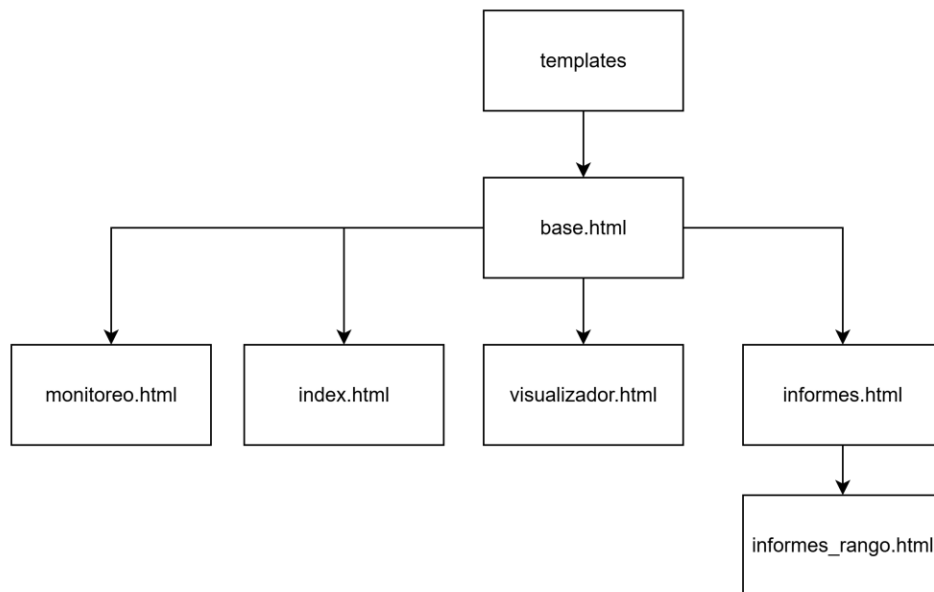 templates
base.html
monitoreo.html
index.html
visualizador.html
informes.html
informes_rango.html